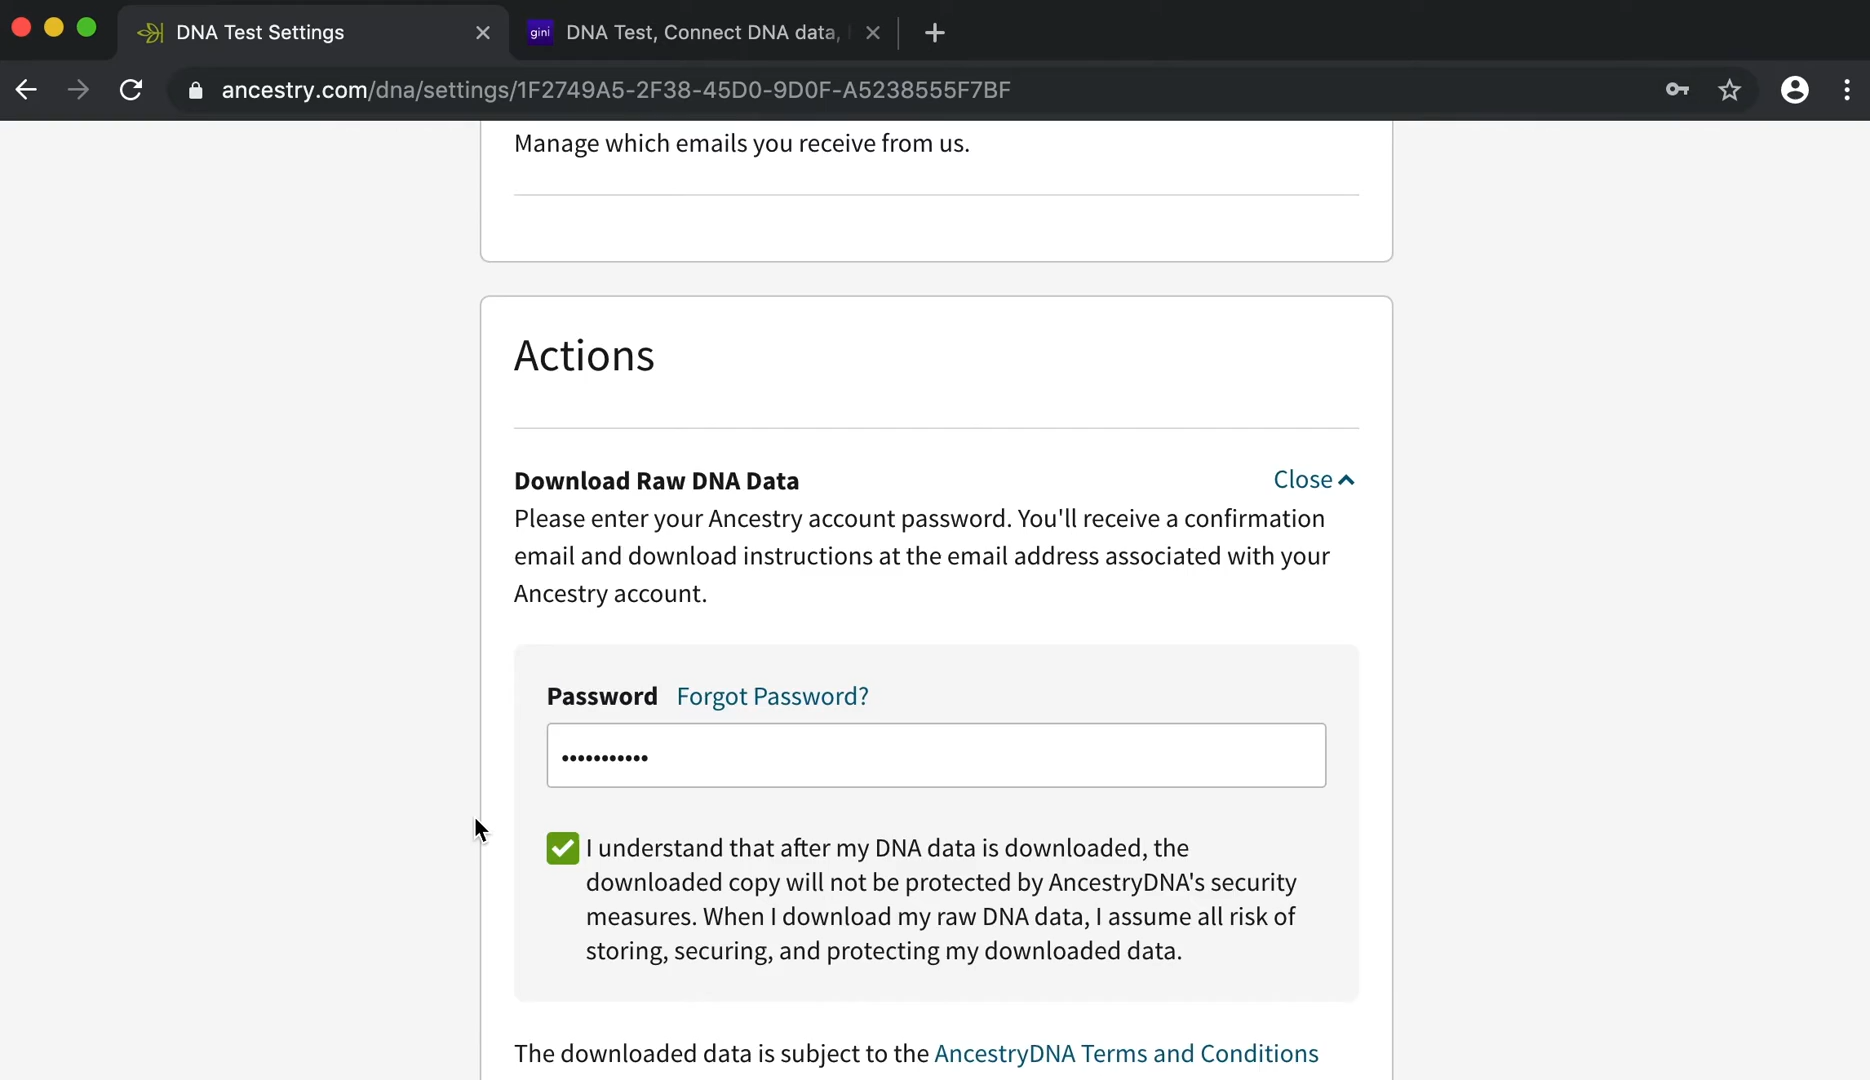 DNA Test Settings
gini DNA Test, Connect DNA data,
ancestry.com/dna/settings/1F2749A5-2F38-45D0-9D0F-A5238555F7BF
Manage which emails you receive from us.
Actions
Download Raw DNA Data
Close
Please enter your Ancestry account password. You'll receive a confirmation
email and download instructions at the email address associated with your
Ancestry account.
Password Forgot Password?
•••••••••••
I understand that after my DNA data is downloaded, the
downloaded copy will not be protected by AncestryDNA's security
measures. When I download my raw DNA data, I assume all risk of
storing, securing, and protecting my downloaded data.
The downloaded data is subject to the AncestryDNA Terms and Conditions